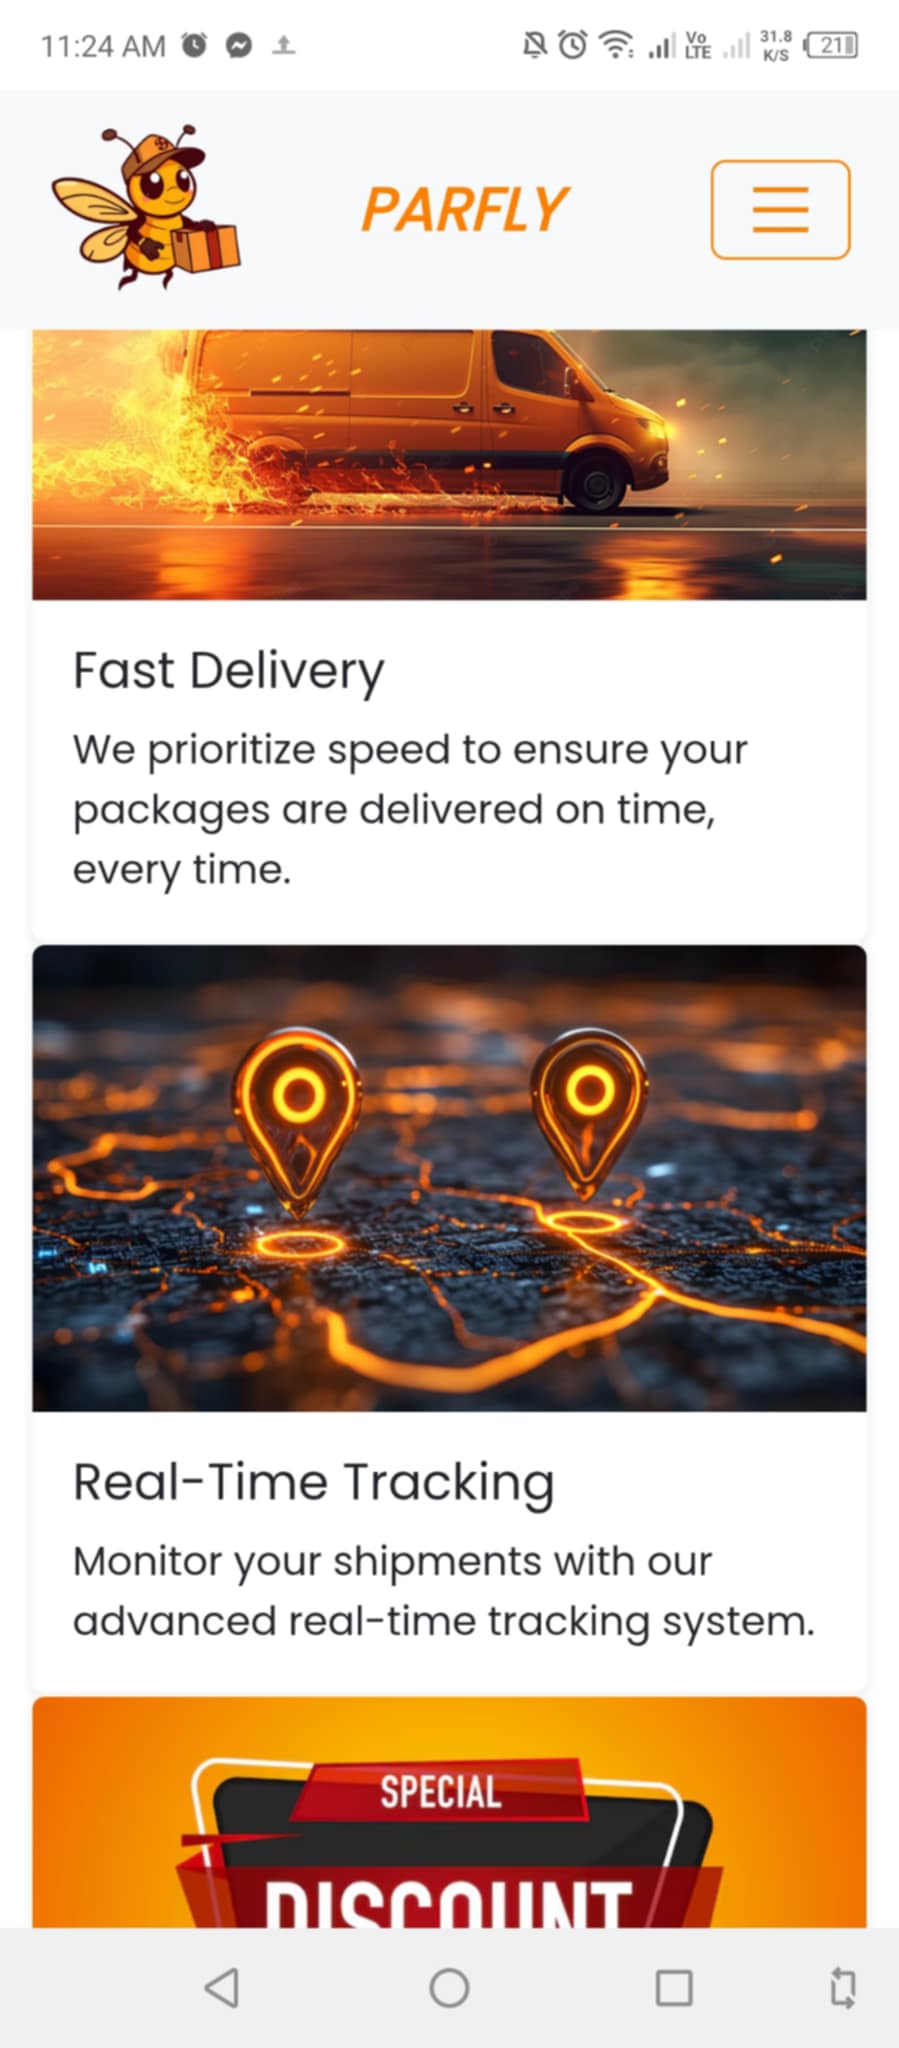 11:24 AM
Vo
LTE
31.8
K/S
21
PARFLY
Fast Delivery
We prioritize speed to ensure your
packages are delivered on time,
every time.
Real-Time Tracking
Monitor your shipments with our
advanced real-time tracking system.
SPECIAL
DISCOUNT